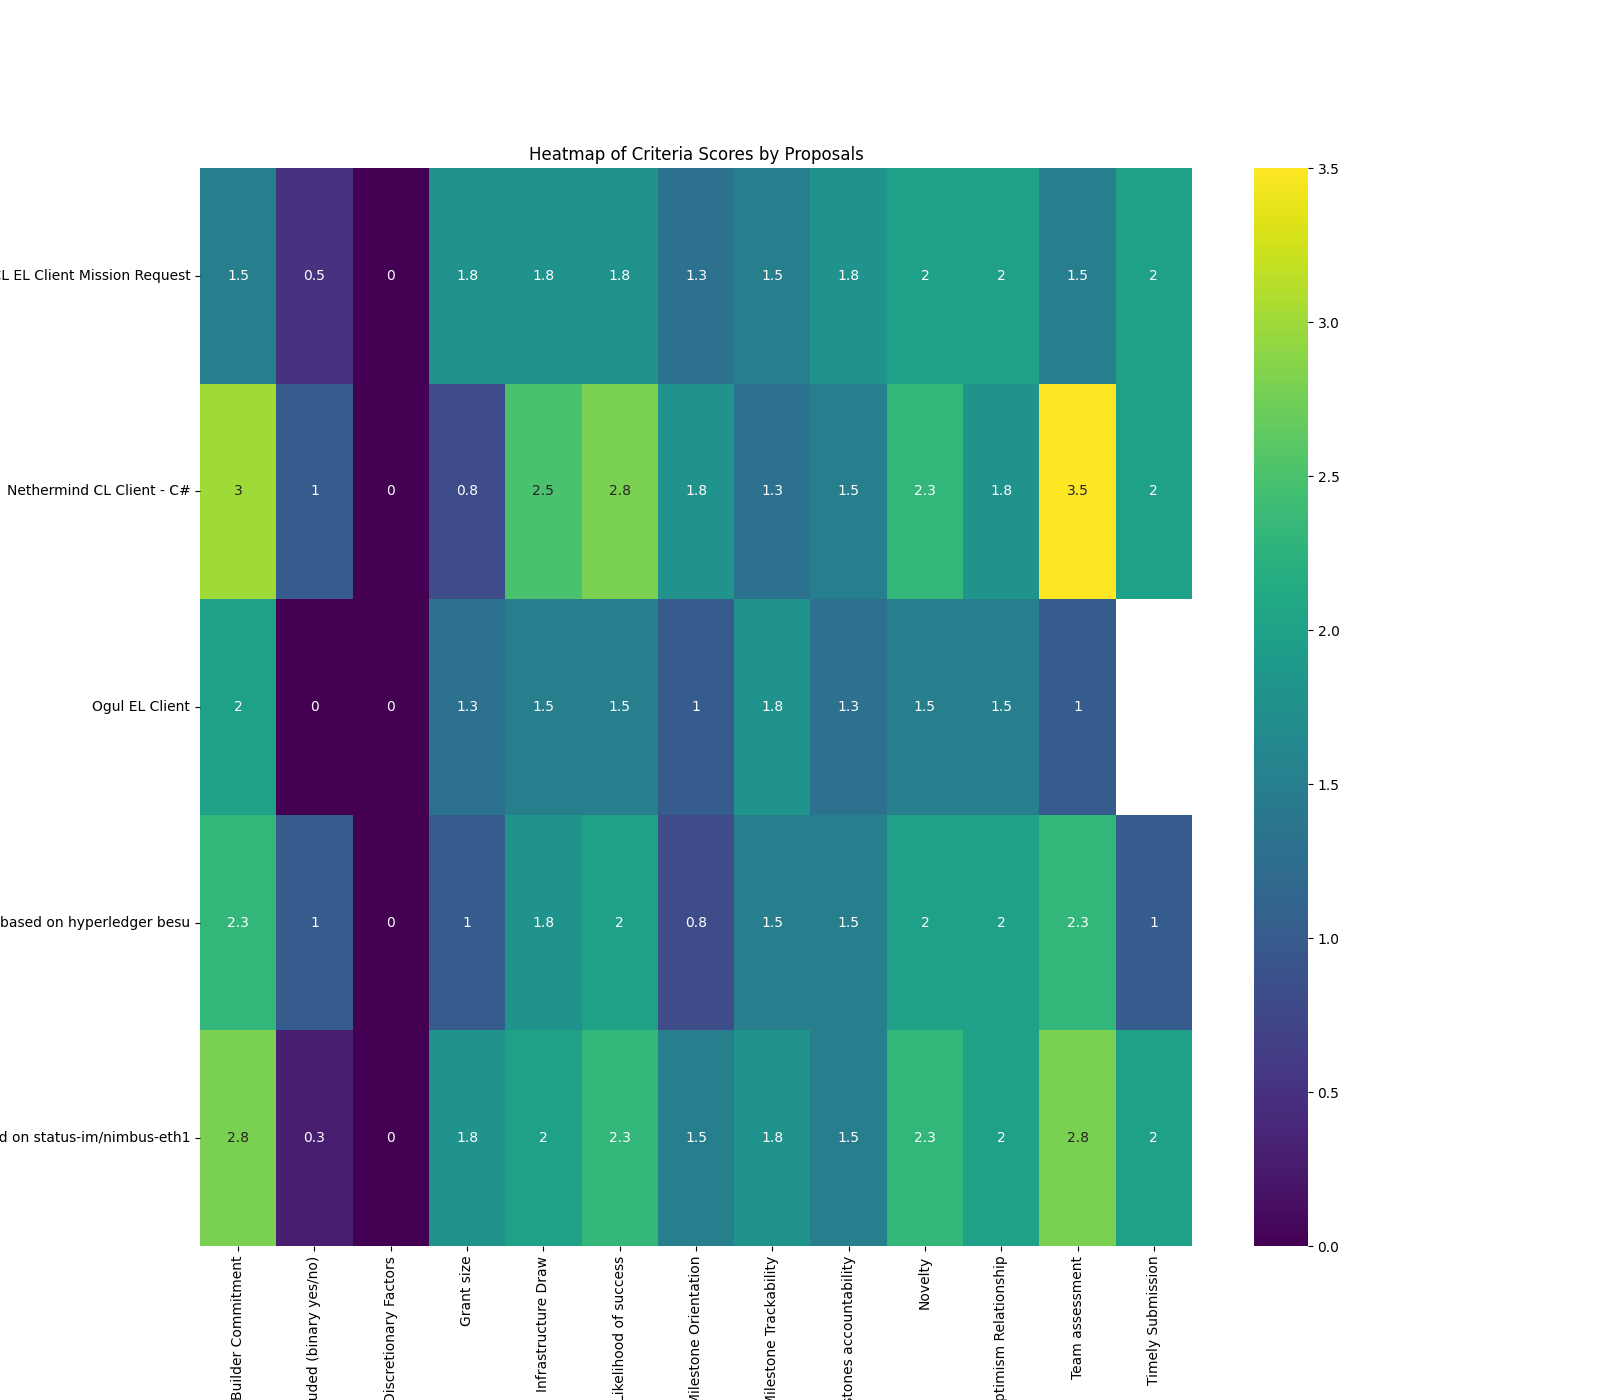 Heatmap of Criteria Scores by Proposals
CL EL Client Mission Request
1.5 0.5 0 1.8 1.8 1.8 1.3 1.5 1.8 2 2 1.5 2
Nethermind CL Client - C#
3 1 0 0.8 2.5 2.8 1.8 1.3 1.5 2.3 1.8 3.5 2
Ogul EL Client
2 0 0 1.3 1.5 1.5 1 1.8 1.3 1.5 1.5 1
based on hyperledger besu
2.3 1 0 1 1.8 2 0.8 1.5 1.5 2 2 2.3 1
on status-im/nimbus-eth1
2.8 0.3 0 1.8 2 2.3 1.5 1.8 1.5 2.3 2 2.8 2
Builder Commitment
(binary yes/no)
Discretionary Factors
Grant size
Infrastructure Draw
Likelihood of success
Milestone Orientation
Milestone Trackability
accountability
Novelty
Relationship
Team assessment
Timely Submission
3.5
3.0
2.5
2.0
1.5
1.0
0.5
0.0